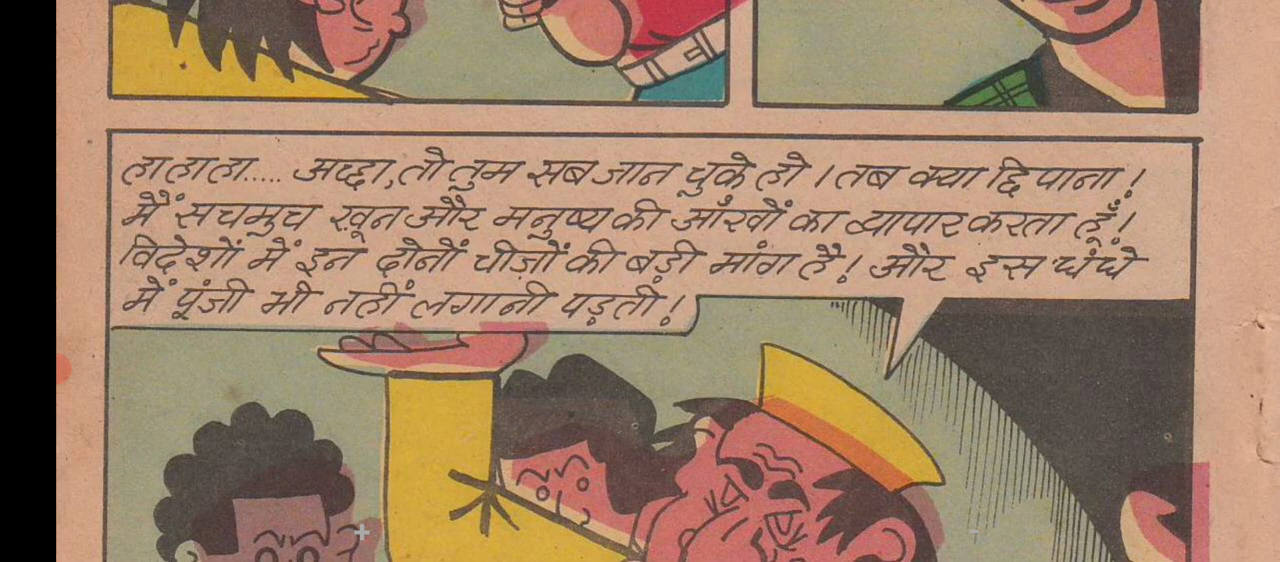 हा हा हा..... अच्छा, तो तुम सब जान चुके हो । तब क्या छिपाना !
मैं सचमुच खून और मनुष्य की आँखों का व्यापार करता हूँ ।
विदेशों में इन दोनों चीज़ों की बड़ी मांग है ! और इस धंधे
में पूंजी भी नहीं लगानी पड़ती !